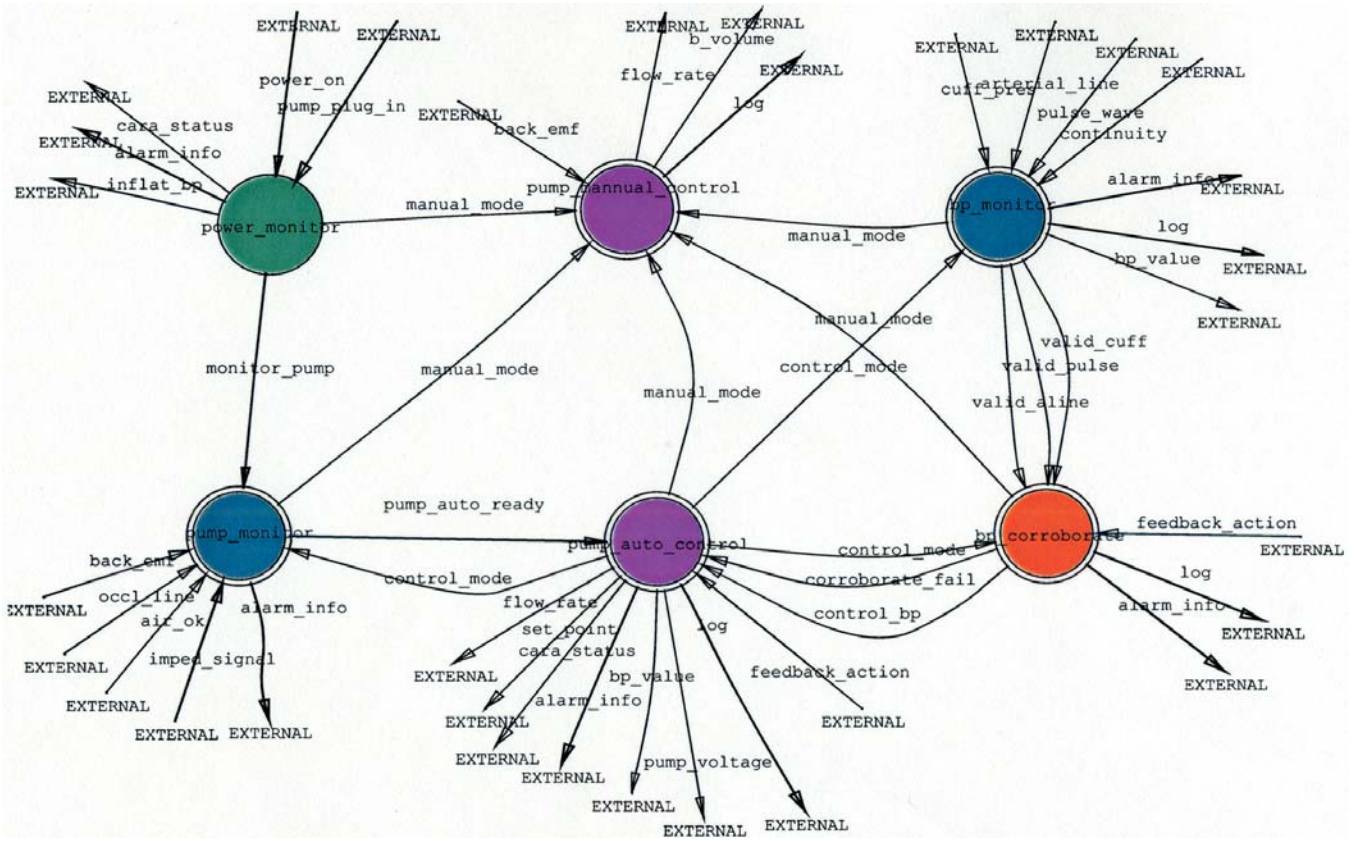 EXTERNAL
EXTERNAL
power_on
pump_plug_in
EXTERNAL
cara_status
EXTERNAL
alarm_info
EXTERNAL
inflat_bp
power_monitor
manual_mode
EXTERNAL
EXTERNAL
b_volume
flow_rate
EXTERNAL
log
EXTERNAL
back_emf
pump_mannual_control
EXTERNAL
EXTERNAL
EXTERNAL
EXTERNAL
cuff_pres
arterial_line
pulse_wave
continuity
alarm_info
EXTERNAL
bp_monitor
log
EXTERNAL
bp_value
EXTERNAL
manual_mode
monitor_pump
manual_mode
manual_mode
manual_mode
control_mode
valid_cuff
valid_pulse
valid_aline
pump_monitor
pump_auto_ready
pump_auto_control
control_mode
bp_corroborate
feedback_action
EXTERNAL
back_emf
EXTERNAL
occl_line
EXTERNAL
air_ok
EXTERNAL
imped_signal
EXTERNAL
alarm_info
EXTERNAL
control_mode
corroborate_fail
control_bp
log
EXTERNAL
alarm_info
EXTERNAL
flow_rate
EXTERNAL
set_point
EXTERNAL
cara_status
EXTERNAL
alarm_info
EXTERNAL
bp_value
EXTERNAL
pump_voltage
EXTERNAL
log
EXTERNAL
feedback_action
EXTERNAL